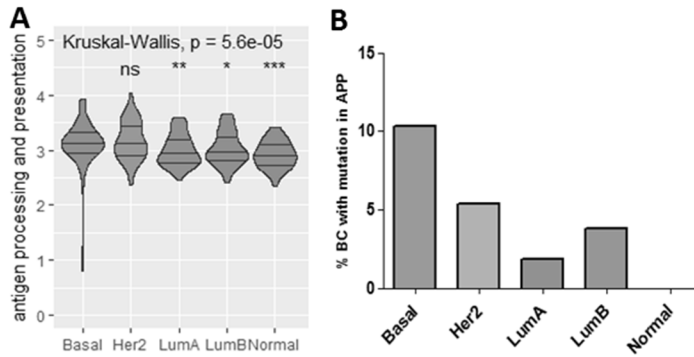 A
antigen processing and presentation
Kruskal-Wallis, p = 5.6e-05
ns ** * ***
5
4
3
2
1
0
Basal Her2 LumA LumB Normal
B
% BC with mutation in APP
15
10
5
0
Basal Her2 LumA LumB Normal